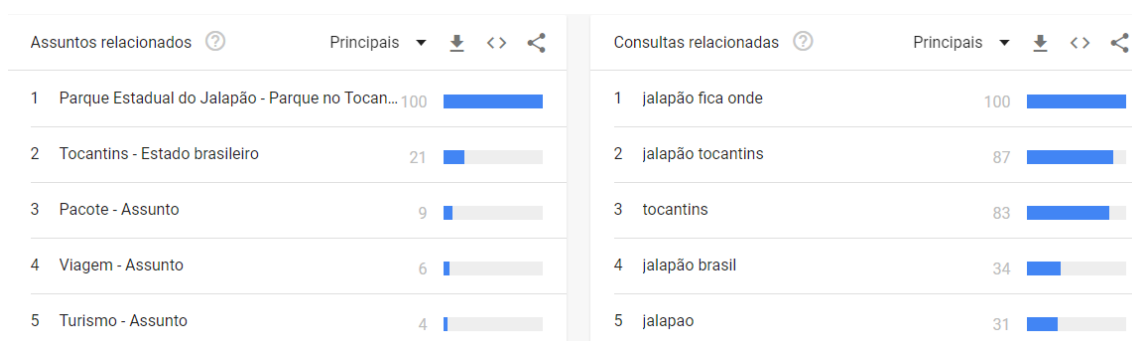 Assuntos relacionados ? Principais
1 Parque Estadual do Jalapão - Parque no Tocan... 100
2 Tocantins - Estado brasileiro 21
3 Pacote - Assunto 9
4 Viagem - Assunto 6
5 Turismo - Assunto 4
Consultas relacionadas ? Principais
1 jalapão fica onde 100
2 jalapão tocantins 87
3 tocantins 83
4 jalapão brasil 34
5 jalapao 31